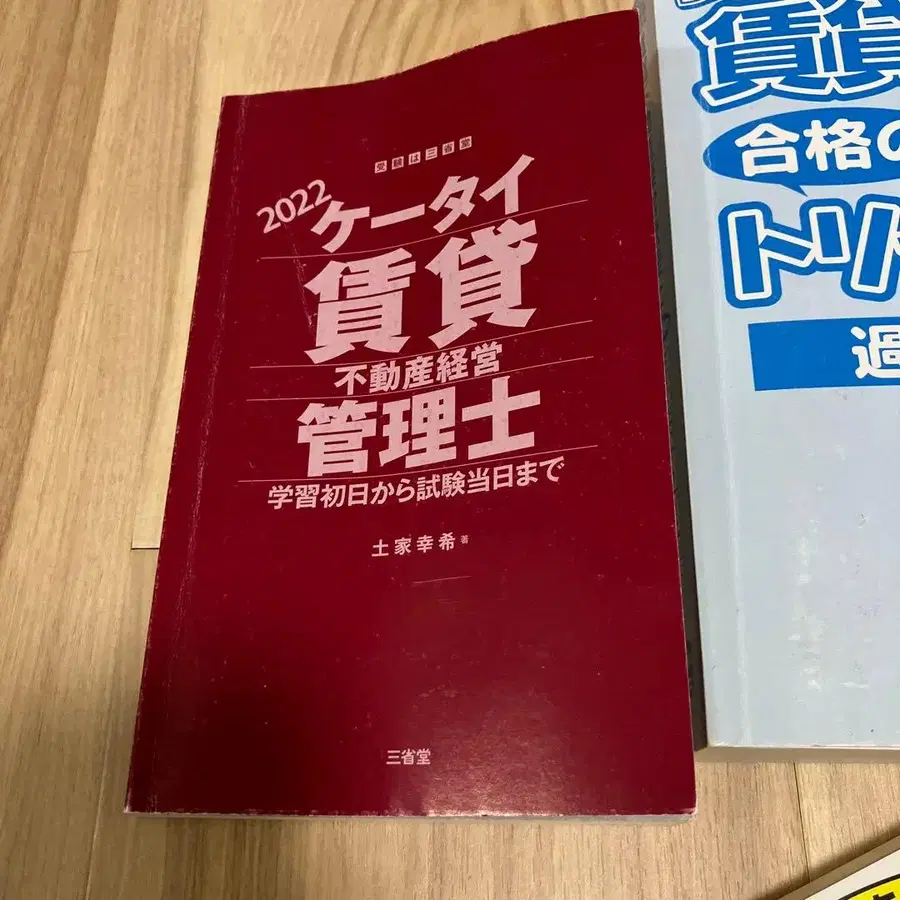 受験は三省堂
2022
ケータイ
賃貸
不動産経営
管理士
学習初日から試験当日まで
土家幸希 著
三省堂
賃貸
合格の
トリ
過